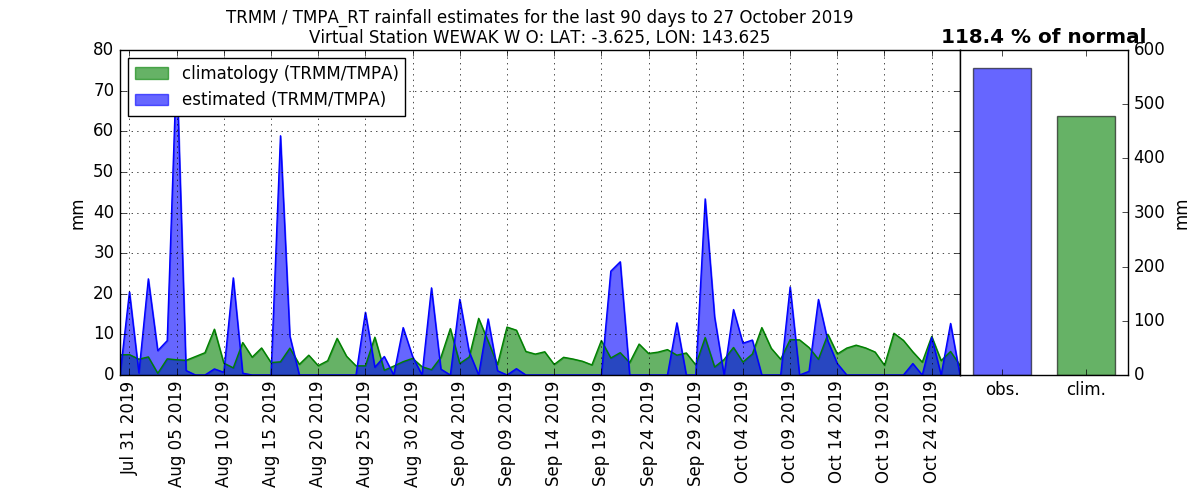 TRMM / TMPA_RT rainfall estimates for the last 90 days to 27 October 2019
Virtual Station WEWAK W O: LAT: -3.625, LON: 143.625
118.4 % of normal
climatology (TRMM/TMPA)
estimated (TRMM/TMPA)
80
70
60
50
40
30
20
10
0
mm
Jul 31 2019
Aug 05 2019
Aug 10 2019
Aug 15 2019
Aug 20 2019
Aug 25 2019
Aug 30 2019
Sep 04 2019
Sep 09 2019
Sep 14 2019
Sep 19 2019
Sep 24 2019
Sep 29 2019
Oct 04 2019
Oct 09 2019
Oct 14 2019
Oct 19 2019
Oct 24 2019
600
500
400
300
200
100
0
mm
obs.
clim.